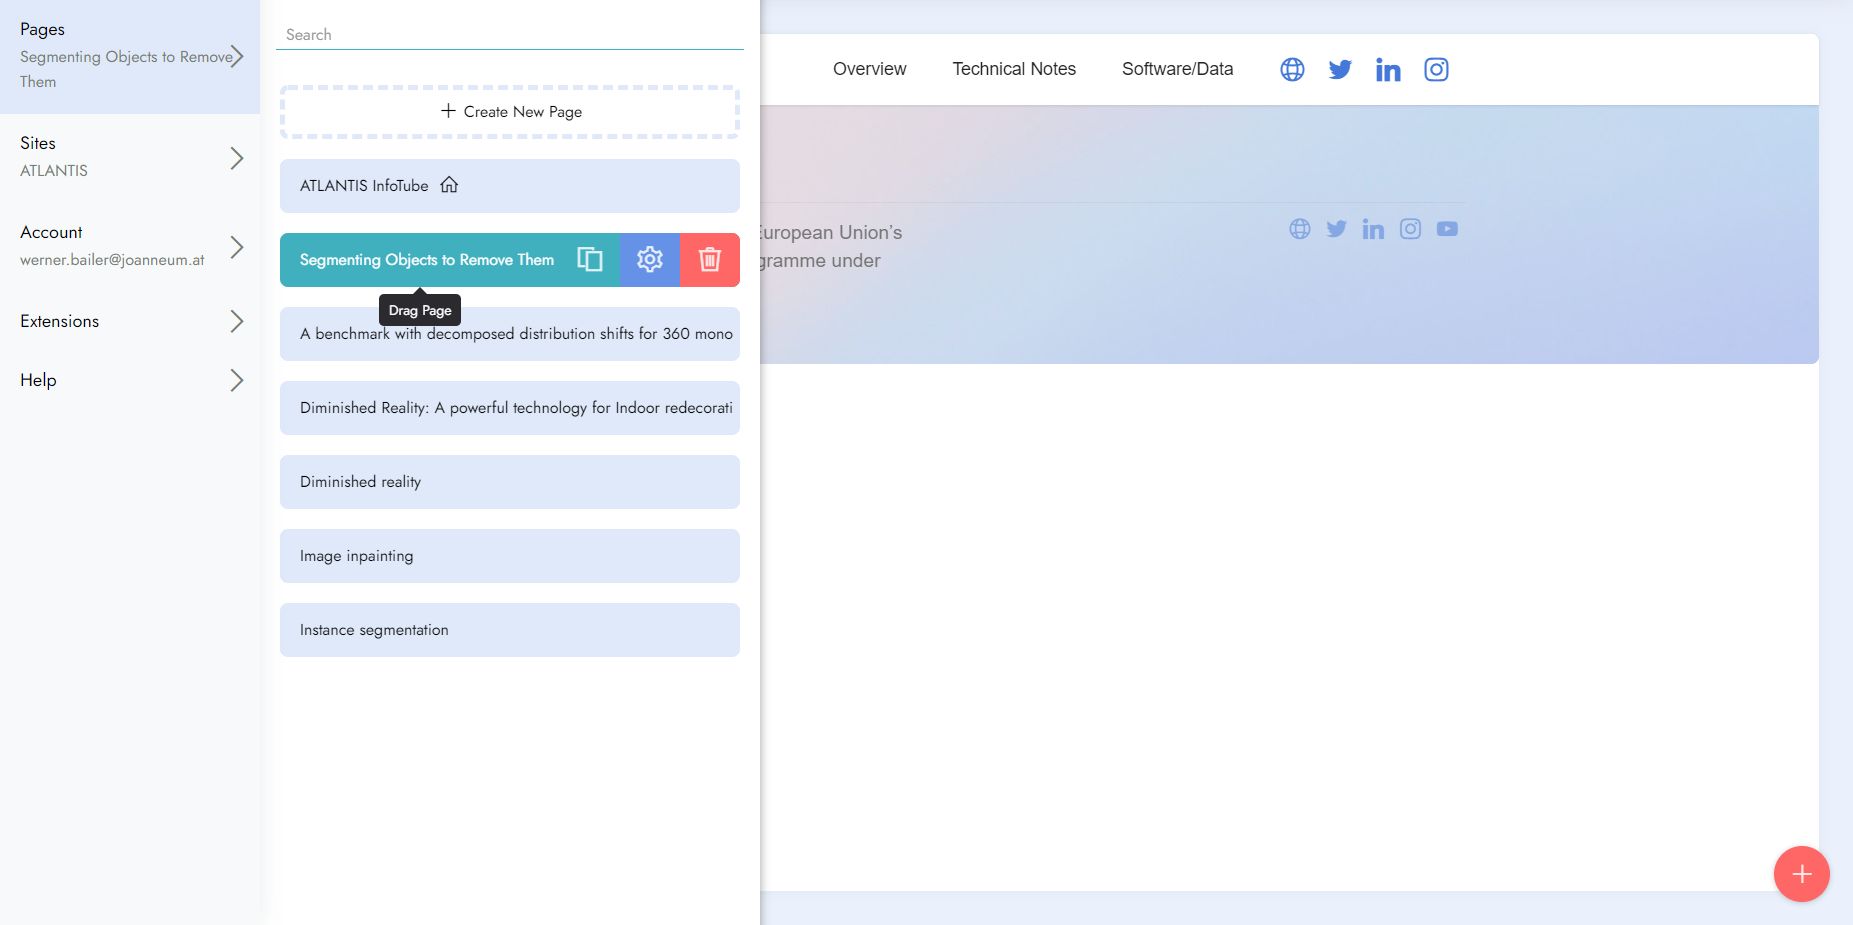 Pages
Segmenting Objects to Remove
Them
Sites
ATLANTIS
Account
werner.bailer@joanneum.at
Extensions
Help
Search
Create New Page
ATLANTIS InfoTube
Segmenting Objects to Remove Them
Drag Page
A benchmark with decomposed distribution shifts for 360 mono
Diminished Reality: A powerful technology for Indoor redecorati
Diminished reality
Image inpainting
Instance segmentation
Overview
Technical Notes
Software/Data
European Union’s
gramme under